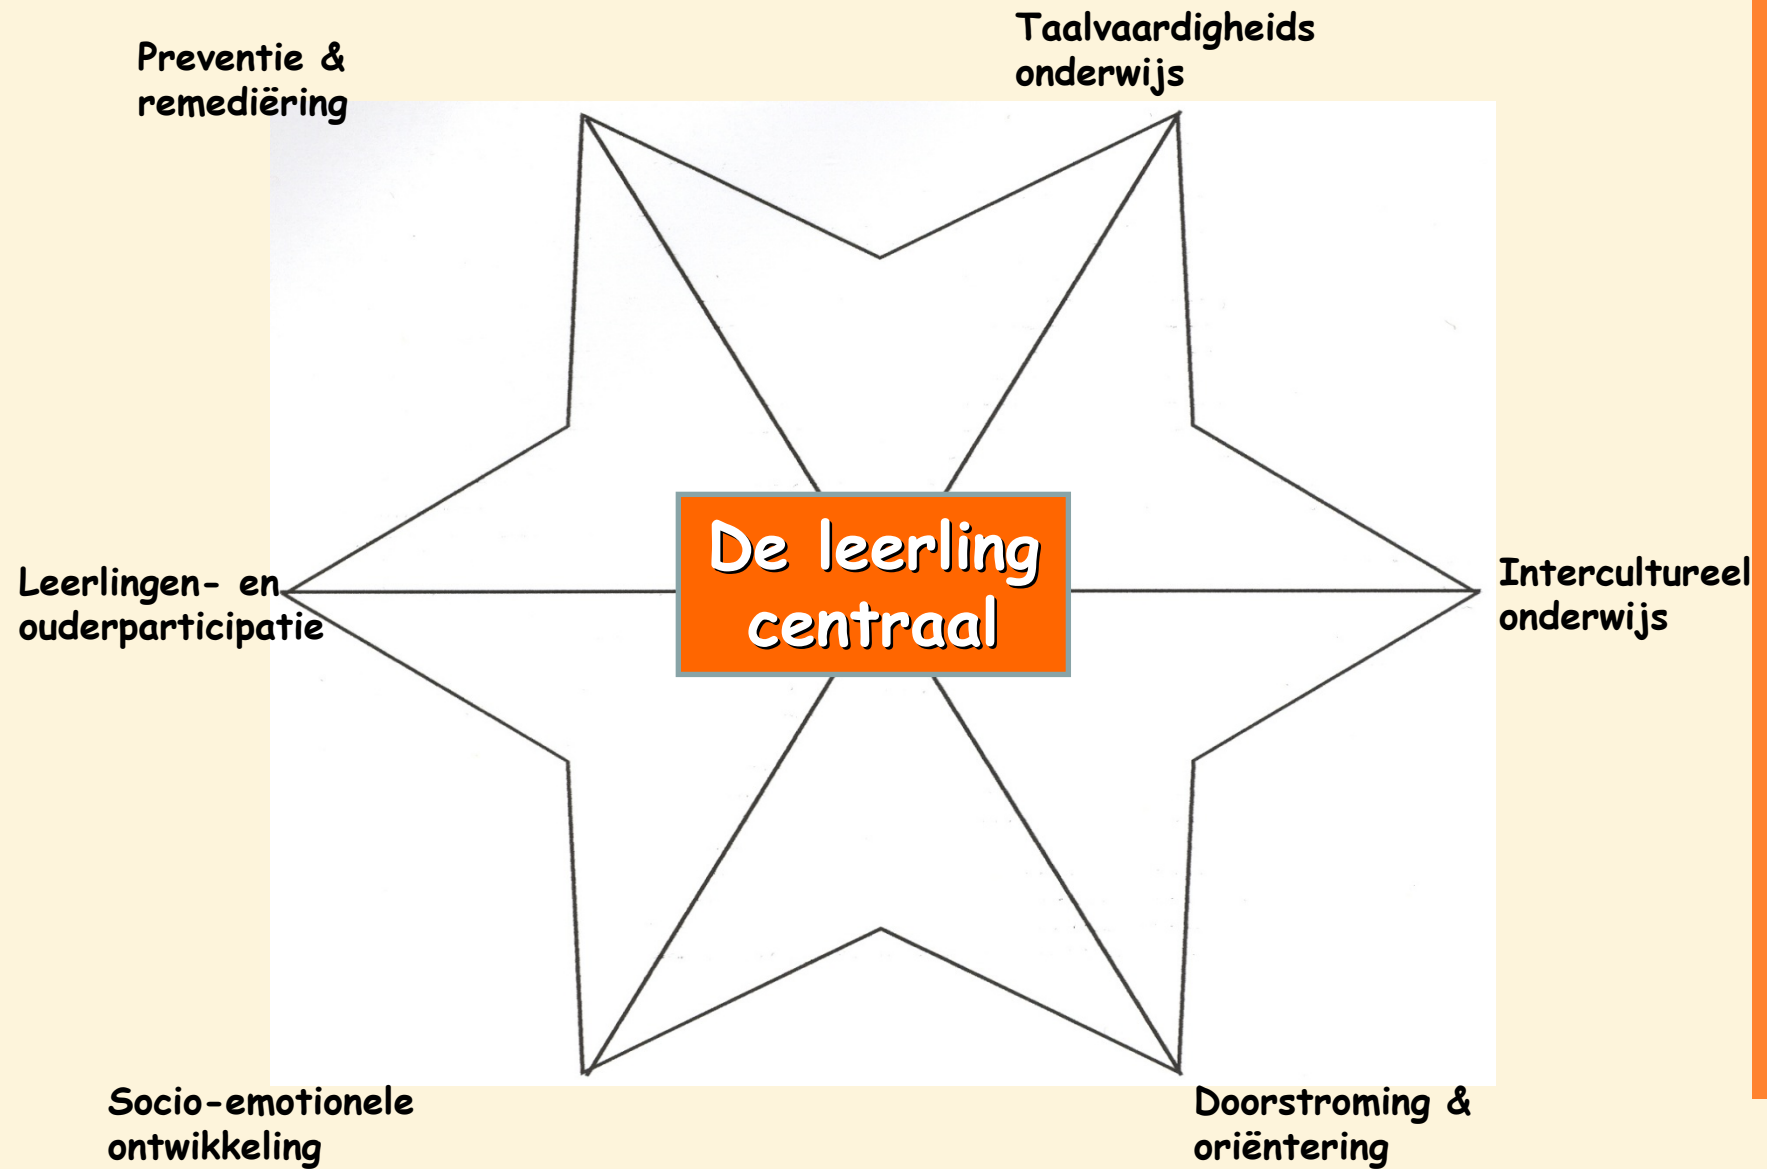 Preventie &
remediëring
Taalvaardigheids
onderwijs
De leerling
centraal
Leerlingen- en
ouderparticipatie
Intercultureel
onderwijs
Socio-emotionele
ontwikkeling
Doorstroming &
oriëntering